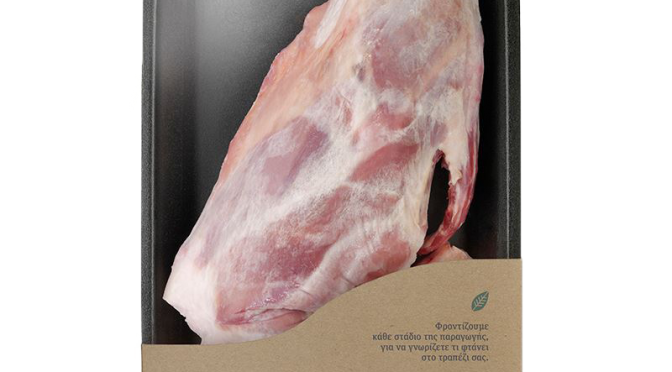 Φροντίζουμε
κάθε στάδιο της παραγωγής,
για να γνωρίζετε τι φτάνει
στο τραπέζι σας.